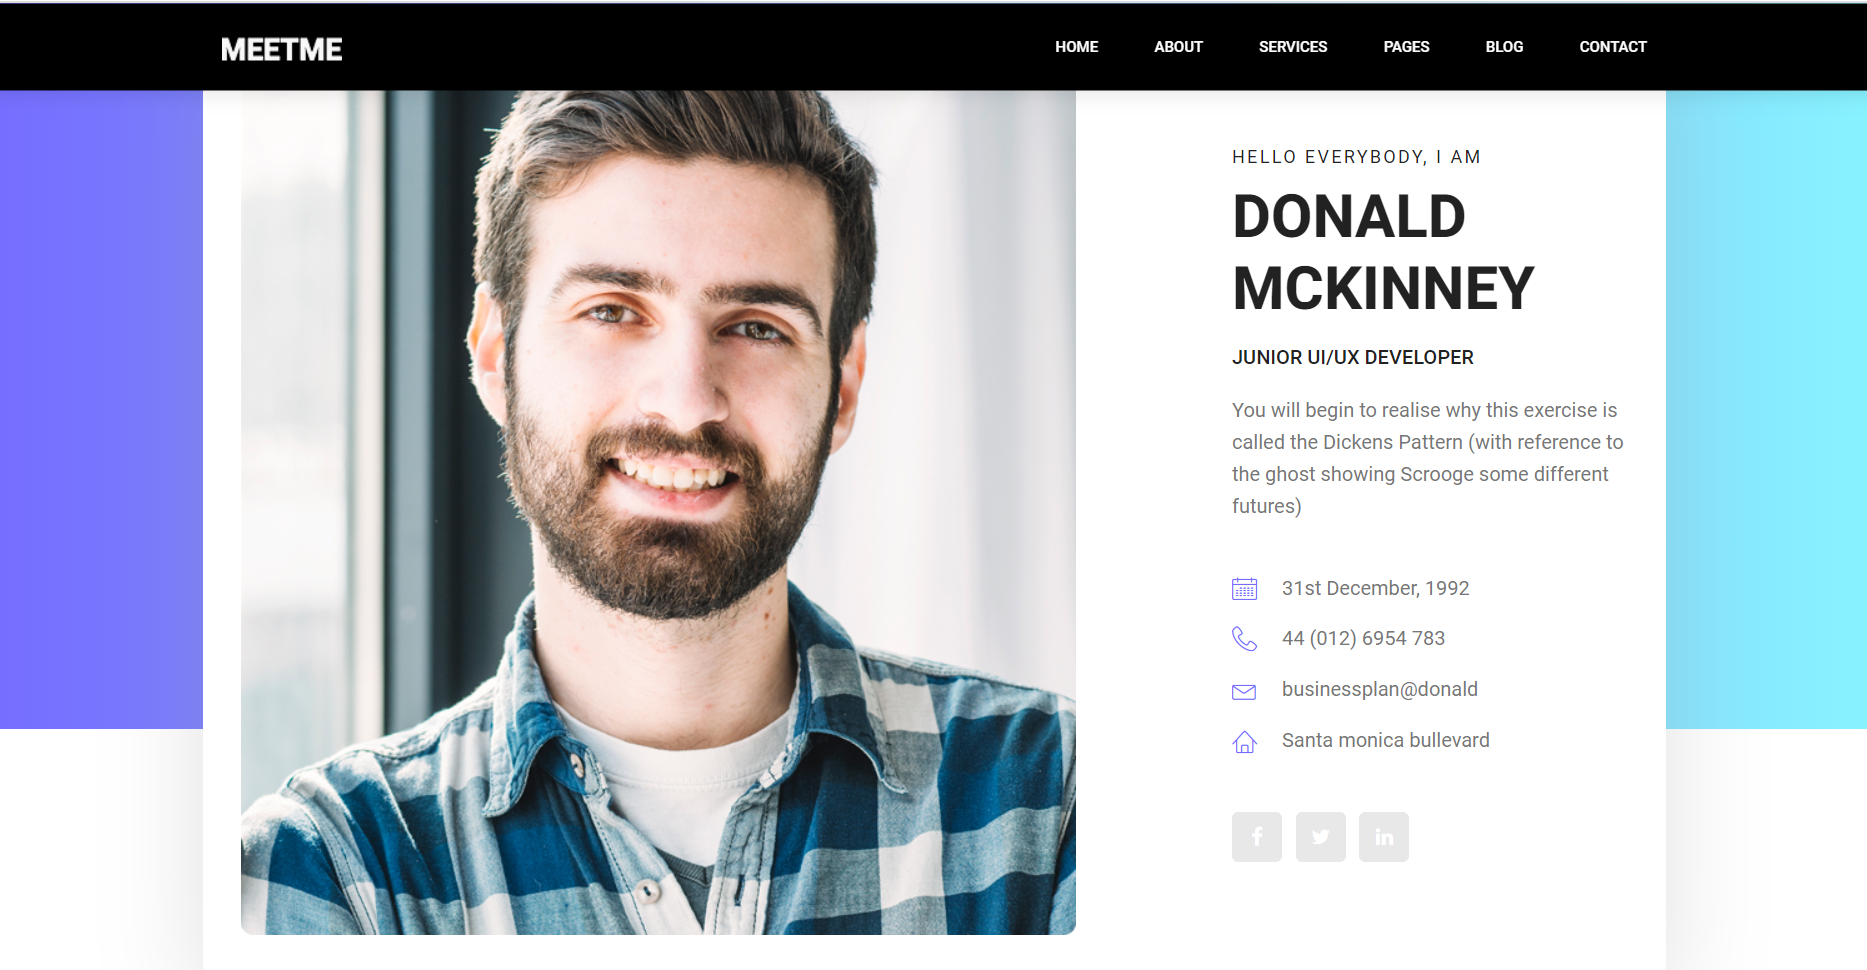 MEETME
HOME ABOUT SERVICES PAGES BLOG CONTACT
HELLO EVERYBODY, I AM
DONALD
MCKINNEY
JUNIOR UI/UX DEVELOPER
You will begin to realise why this exercise is
called the Dickens Pattern (with reference to
the ghost showing Scrooge some different
futures)
31st December, 1992
44 (012) 6954 783
businessplan@donald
Santa monica bullevard